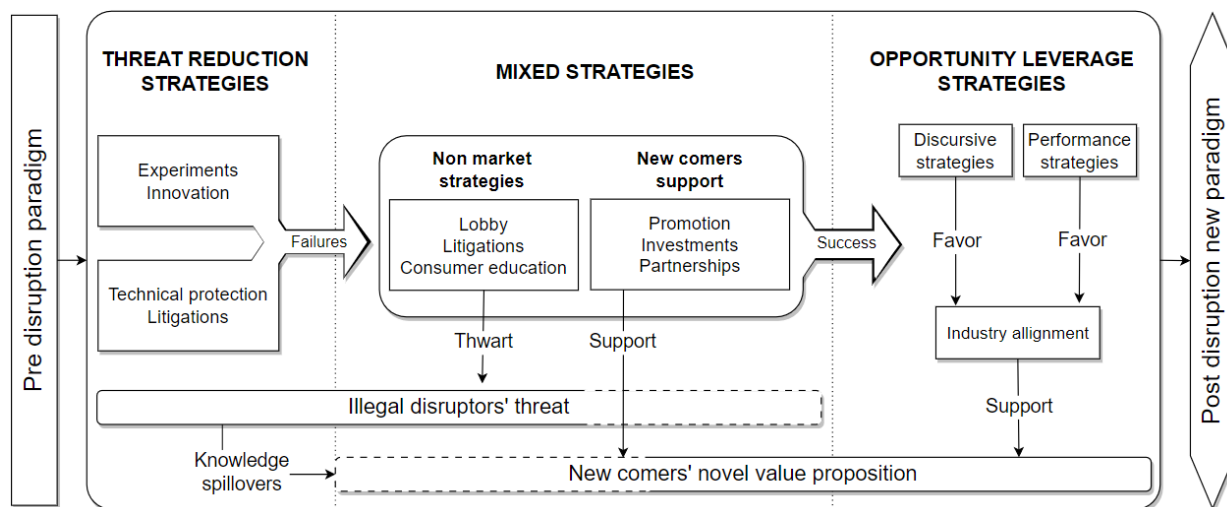 Pre disruption paradigm
THREAT REDUCTION
STRATEGIES
Experiments
Innovation
Technical protection
Litigations
Failures
MIXED STRATEGIES
Non market
strategies
Lobby
Litigations
Consumer education
New comers
support
Promotion
Investments
Partnerships
Success
Thwart
Support
OPPORTUNITY LEVERAGE
STRATEGIES
Discursive
strategies
Performance
strategies
Favor
Favor
Industry allignment
Support
Illegal disruptors' threat
Knowledge
spillovers
New comers' novel value proposition
Post disruption new paradigm